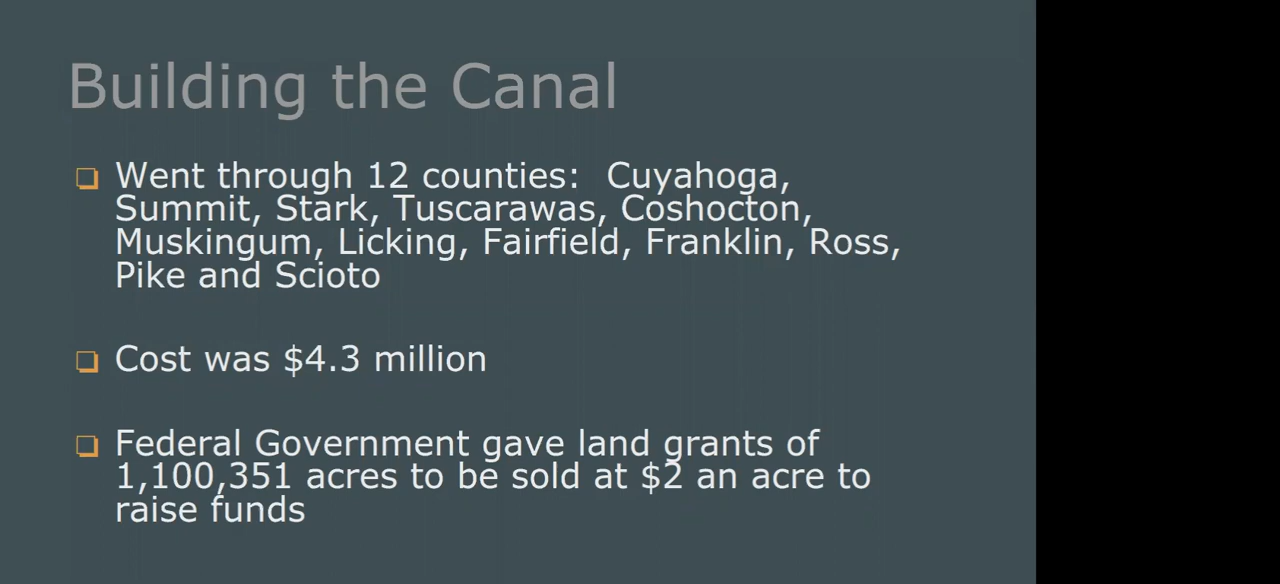 Building the Canal
❏ Went through 12 counties:  Cuyahoga,
Summit, Stark, Tuscarawas, Coshocton,
Muskingum, Licking, Fairfield, Franklin, Ross,
Pike and Scioto
❏ Cost was $4.3 million
❏ Federal Government gave land grants of
1,100,351 acres to be sold at $2 an acre to
raise funds